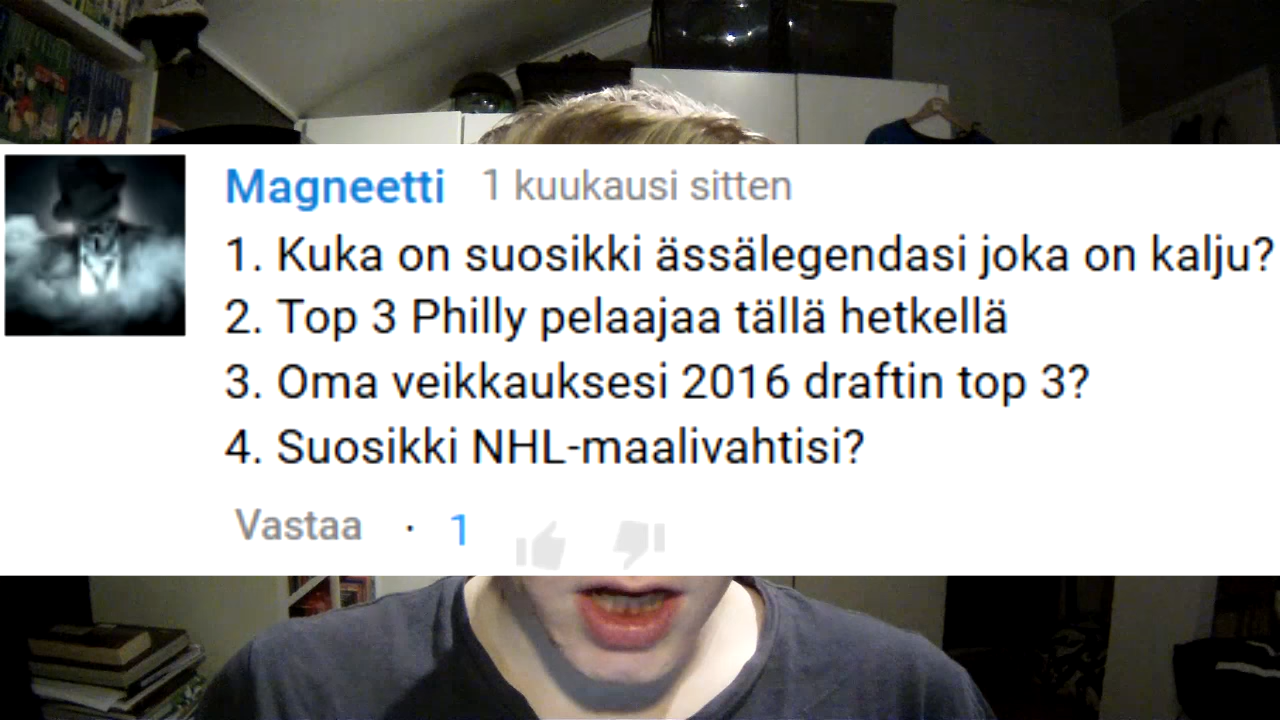 Magneetti 1 kuukausi sitten
1. Kuka on suosikki ässälegendasi joka on kalju?
2. Top 3 Philly pelaajaa tällä hetkellä
3. Oma veikkauksesi 2016 draftin top 3?
4. Suosikki NHL-maalivahtisi?
Vastaa · 1